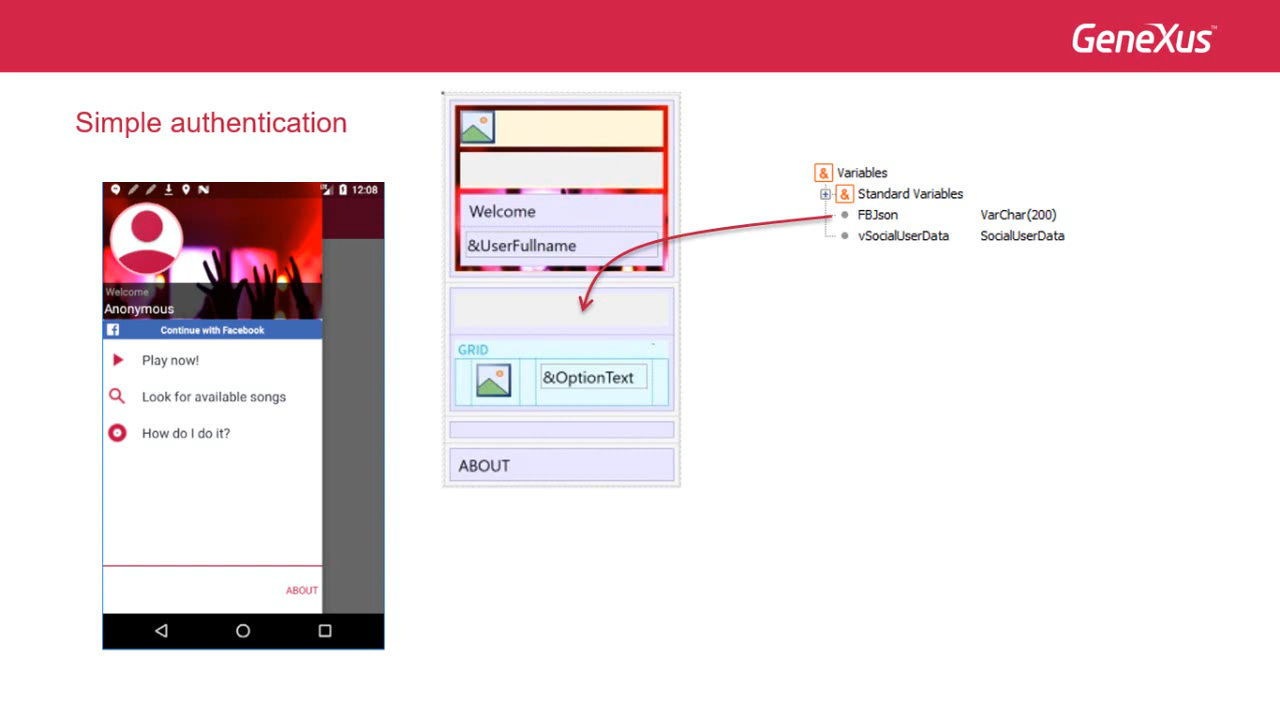 GeneXus™
Simple authentication
12:08
Welcome
Anonymous
Continue with Facebook
Play now!
Look for available songs
How do I do it?
ABOUT
Welcome
&UserFullname
GRID
&OptionText
ABOUT
& Variables
& Standard Variables
FBJson VarChar(200)
vSocialUserData SocialUserData